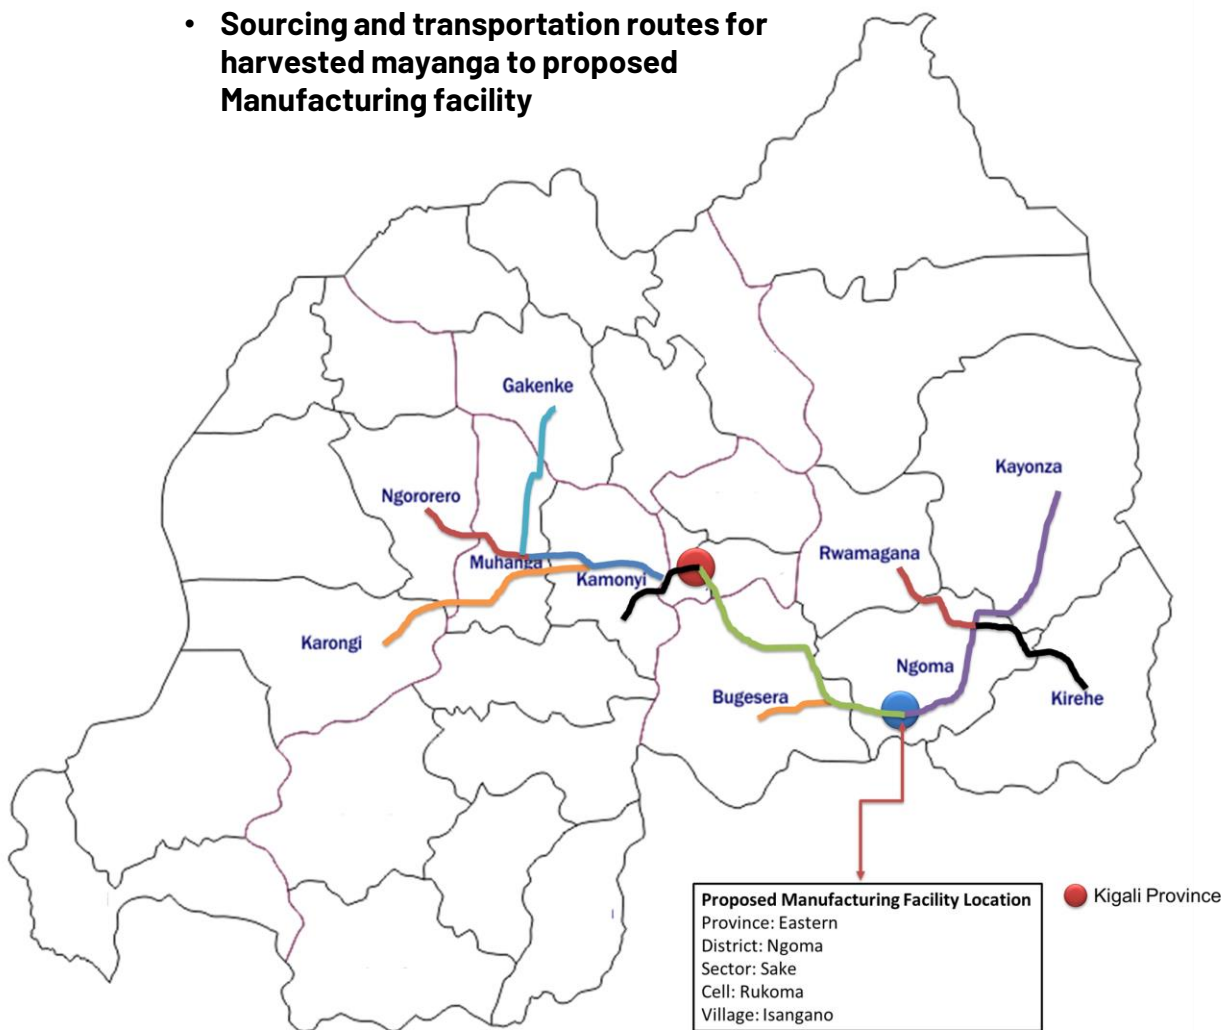 • Sourcing and transportation routes for
harvested mayanga to proposed
Manufacturing facility
Gakenke
Kayonza
Ngororero
Rwamagana
Muhanga
Kamonyi
Karongi
Ngoma
Bugesera
Kirehe
Proposed Manufacturing Facility Location
Province: Eastern
District: Ngoma
Sector: Sake
Cell: Rukoma
Village: Isangano
Kigali Province